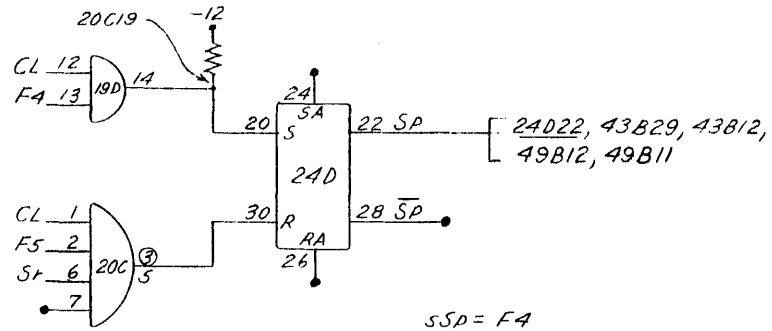 20C19
-12
CL 12
F4 13
19D
14
24
SA
20 S
22 SP
24D22, 43B29, 43B12,
49B12, 49B11
24D
CL 1
F5 2
Sr 6
7
20C
3
5
30 R
28 S̅p̅
RA
26
sSp = F4